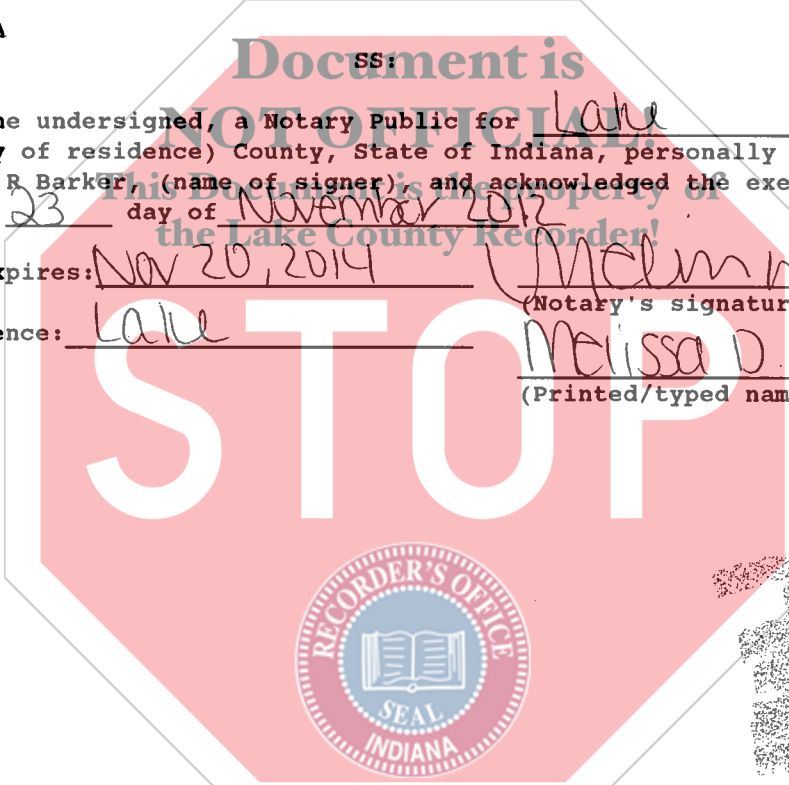 A
Document is
SS:
ne undersigned, a Notary Public for Lake
NOT OFFICIAL!
y of residence) County, State of Indiana, personally
R Barker, (name of signer), and acknowledged the exe
This Document is the property of
23 day of November 2012
the Lake County Recorder!
xpires: Nov 20, 2014
(Notary's signatur
ence: Lake
Melissa D.
(Printed/typed nam
STOP
RECORDER'S OFFICE
SEAL
INDIANA